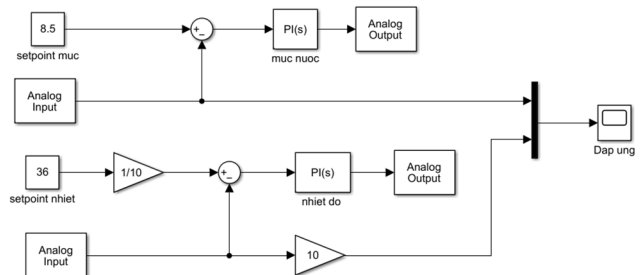 8.5
setpoint muc
+
_
PI(s)
muc nuoc
Analog
Output
Analog
Input
Dap ung
36
setpoint nhiet
1/10
+
_
PI(s)
nhiet do
Analog
Output
Analog
Input
10